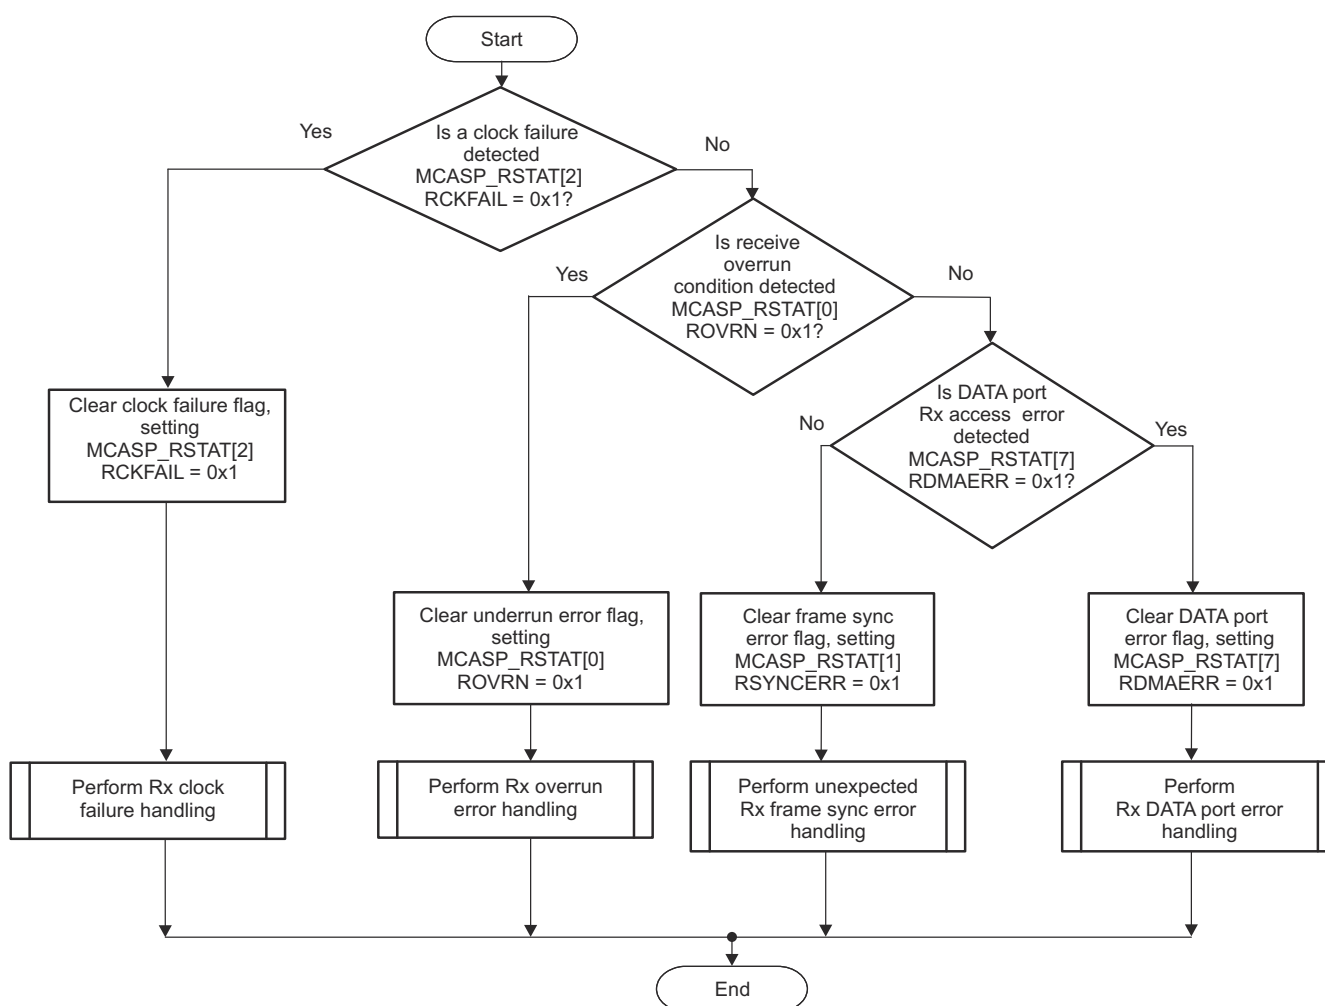 Start
Yes
Is a clock failure
detected
MCASP_RSTAT[2]
RCKFAIL = 0x1?
No
Is receive
overrun
condition detected
MCASP_RSTAT[0]
ROVRN = 0x1?
Yes
No
Is DATA port
Rx access error
detected
MCASP_RSTAT[7]
RDMAERR = 0x1?
No
Yes
Clear clock failure flag,
setting
MCASP_RSTAT[2]
RCKFAIL = 0x1
Clear underrun error flag,
setting
MCASP_RSTAT[0]
ROVRN = 0x1
Clear frame sync
error flag, setting
MCASP_RSTAT[1]
RSYNCERR = 0x1
Clear DATA port
error flag, setting
MCASP_RSTAT[7]
RDMAERR = 0x1
Perform Rx clock
failure handling
Perform Rx overrun
error handling
Perform unexpected
Rx frame sync error
handling
Perform
Rx DATA port error
handling
End